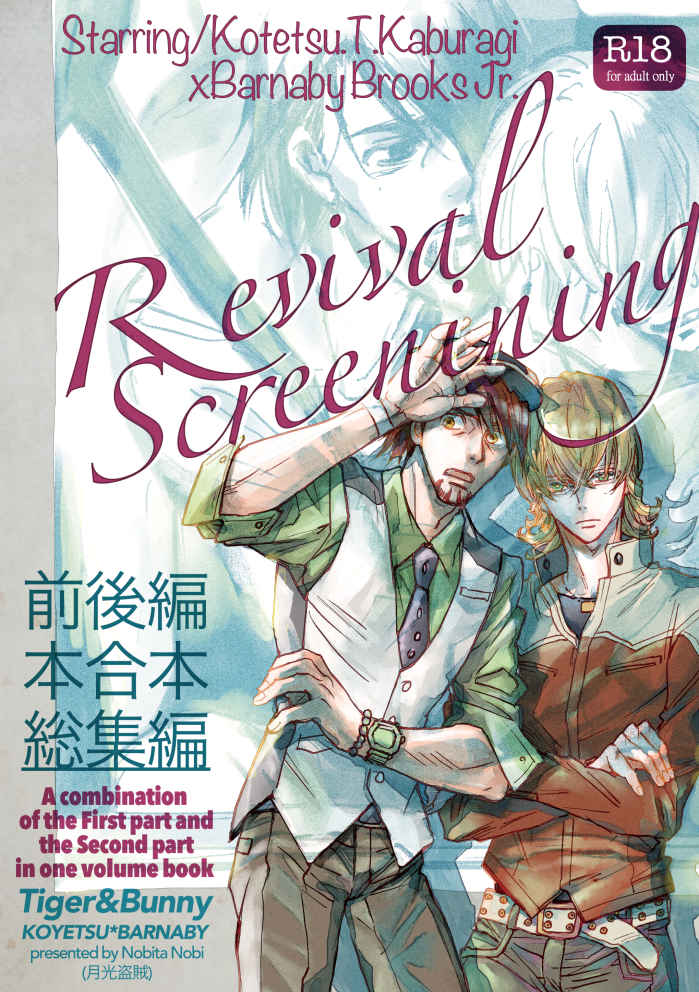 Starring/Kotetsu.T.Kaburagi
xBarnaby Brooks Jr.
R18
for adult only
Revival
Screenining
前後編
本合本
総集編
A combination
of the First part and
the Second part
in one volume book
Tiger&Bunny
KOYETSU*BARNABY
presented by Nobita Nobi
(月光盗賊)